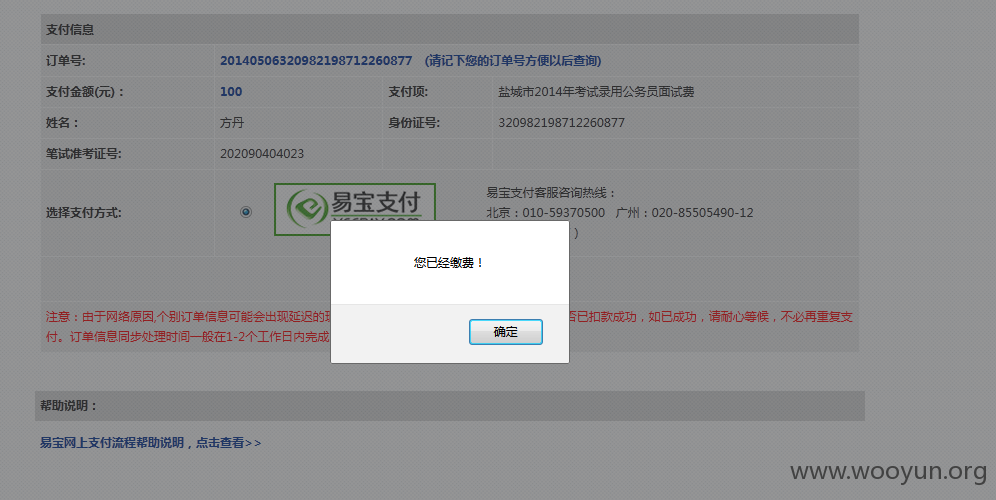 支付信息
订单号: 20140506320982198712260877 (请记下您的订单号方便以后查询)
支付金额(元)： 100 支付项: 盐城市2014年考试录用公务员面试费
姓名： 方丹 身份证号: 320982198712260877
笔试准考证号: 202090404023
易宝支付客服咨询热线：
选择支付方式: 易宝支付 北京：010-59370500 广州：020-85505490-12
)
您已经缴费！
确定
注意：由于网络原因,个别订单信息可能会出现延迟的 已扣款成功，如已成功，请耐心等候，不必再重复支
付。订单信息同步处理时间一般在1-2个工作日内完成
帮助说明：
易宝网上支付流程帮助说明，点击查看>>
www.wooyun.org